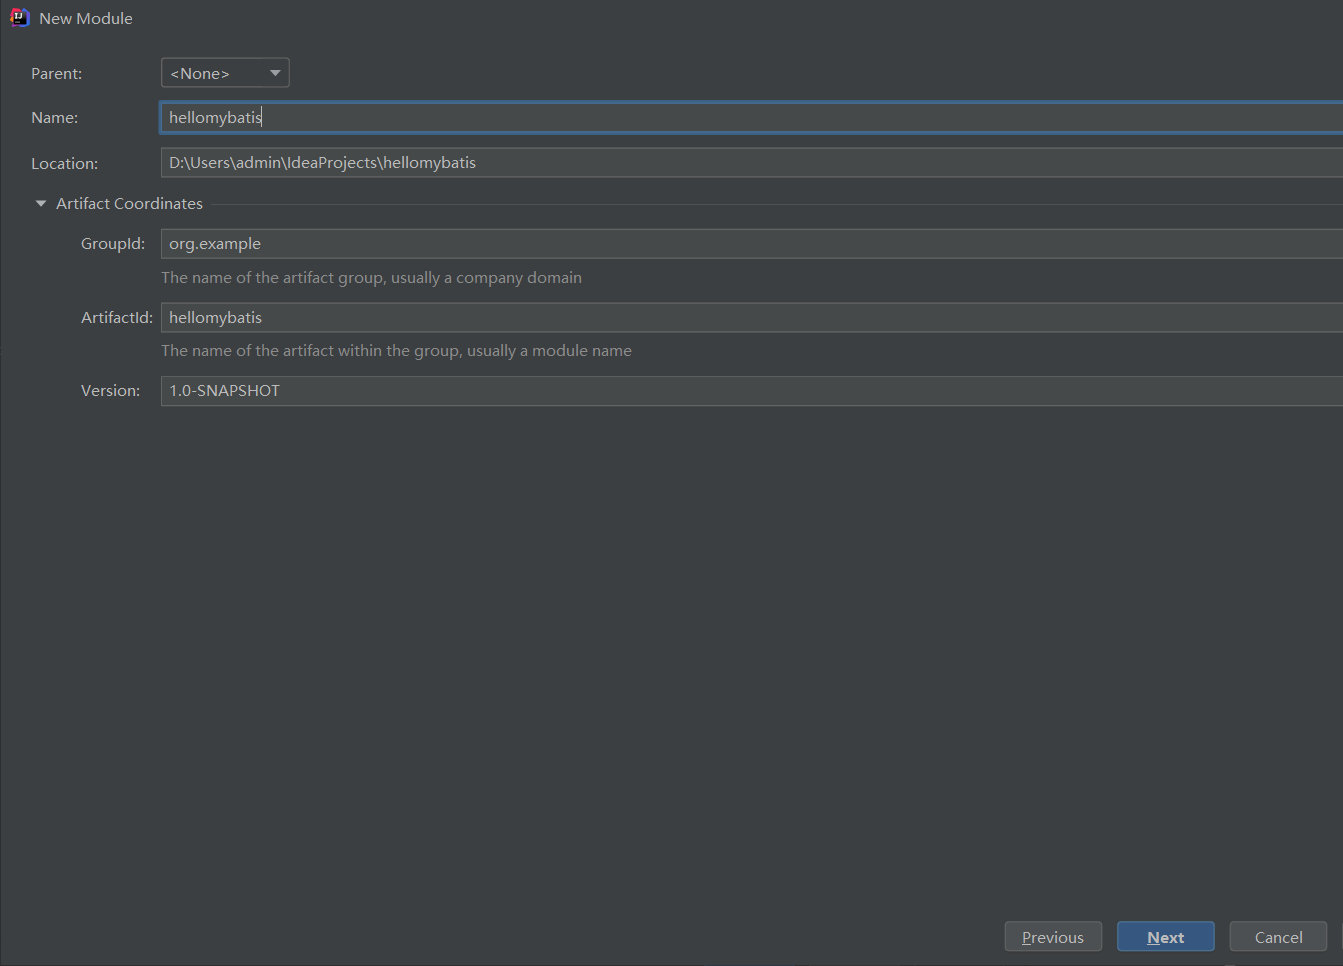 New Module
Parent: <None>
Name: hellomybatis
Location: D:\Users\admin\IdeaProjects\hellomybatis
Artifact Coordinates
GroupId: org.example
The name of the artifact group, usually a company domain
ArtifactId: hellomybatis
The name of the artifact within the group, usually a module name
Version: 1.0-SNAPSHOT
Previous Next Cancel